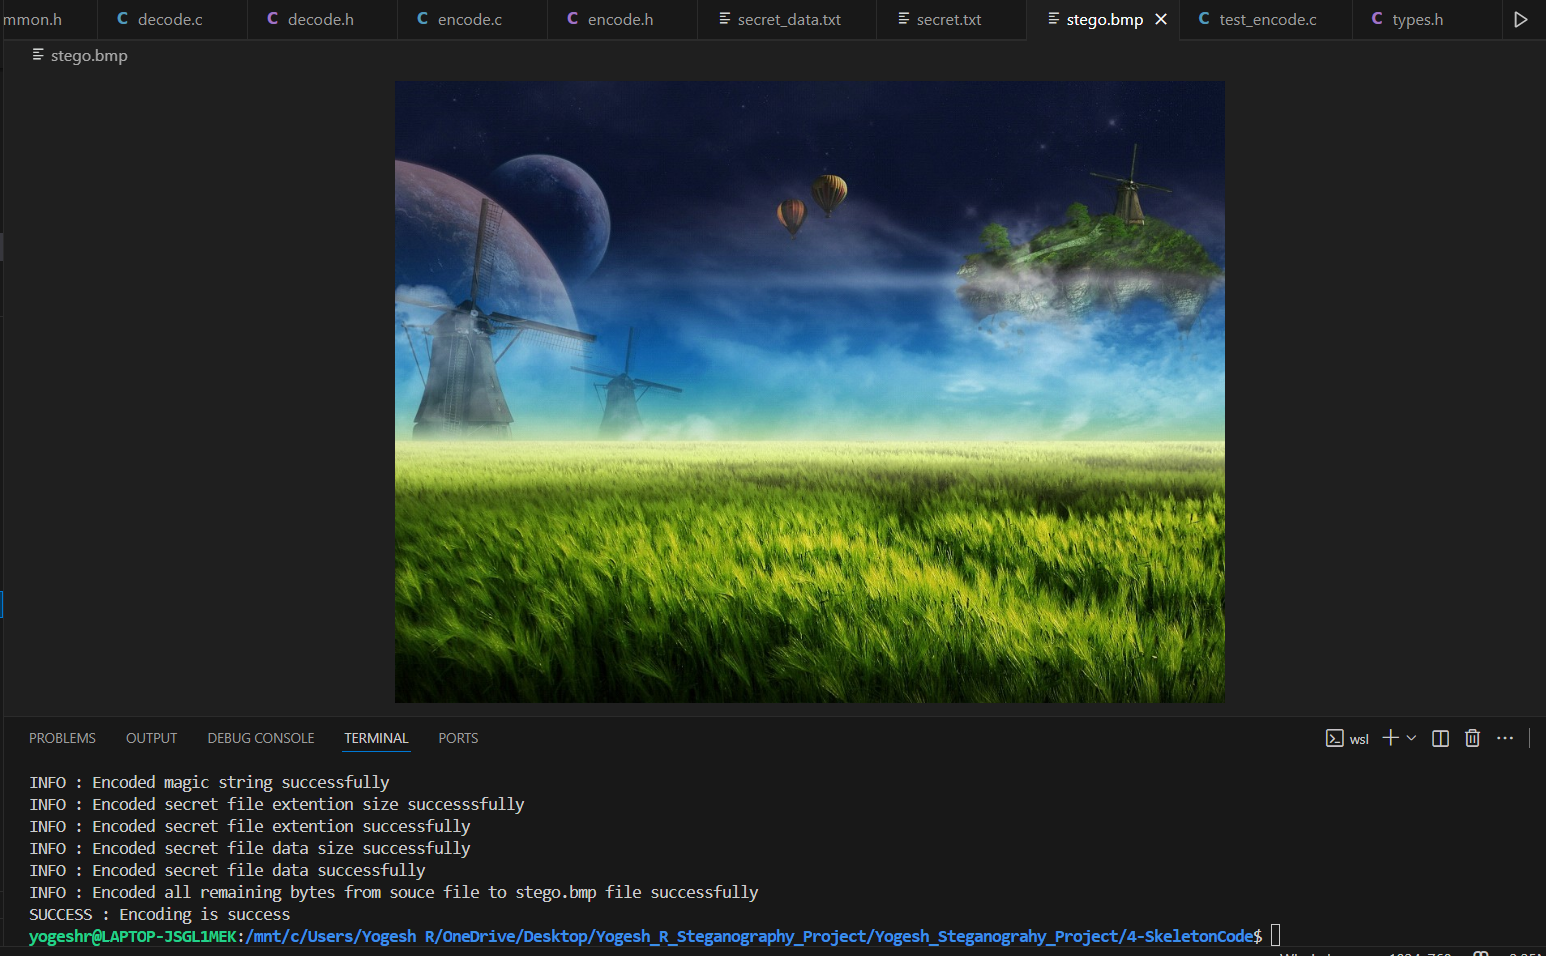 mmon.h
C decode.c
C decode.h
C encode.c
C encode.h
secret_data.txt
secret.txt
stego.bmp
C test_encode.c
C types.h
stego.bmp
PROBLEMS OUTPUT DEBUG CONSOLE TERMINAL PORTS
wsl
INFO : Encoded magic string successfully
INFO : Encoded secret file extention size successsfully
INFO : Encoded secret file extention successfully
INFO : Encoded secret file data size successfully
INFO : Encoded secret file data successfully
INFO : Encoded all remaining bytes from souce file to stego.bmp file successfully
SUCCESS : Encoding is success
yogeshr@LAPTOP-JSGL1MEK:/mnt/c/Users/Yogesh R/OneDrive/Desktop/Yogesh_R_Steganography_Project/Yogesh_Steganograhy_Project/4-SkeletonCode$